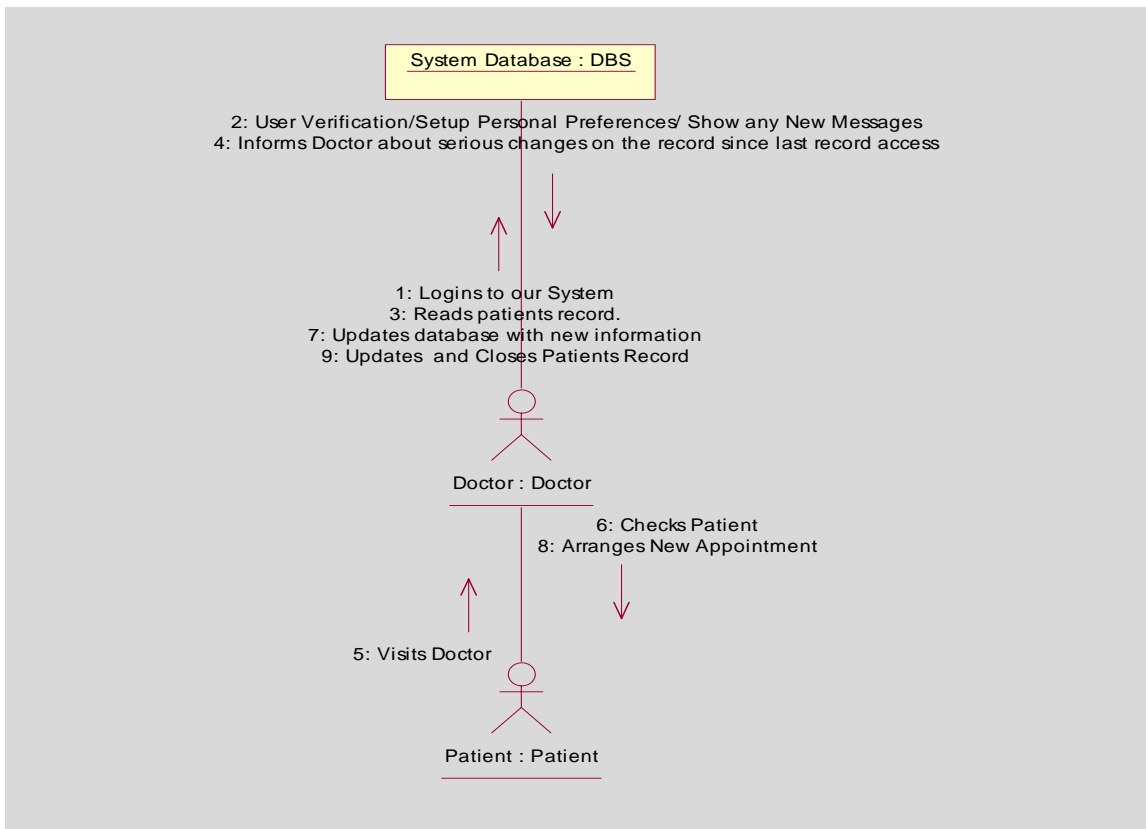 System Database : DBS
2: User Verification/Setup Personal Preferences/ Show any New Messages
4: Informs Doctor about serious changes on the record since last record access
1: Logins to our System
3: Reads patients record.
7: Updates database with new information
9: Updates and Closes Patients Record
Doctor : Doctor
6: Checks Patient
8: Arranges New Appointment
5: Visits Doctor
Patient : Patient